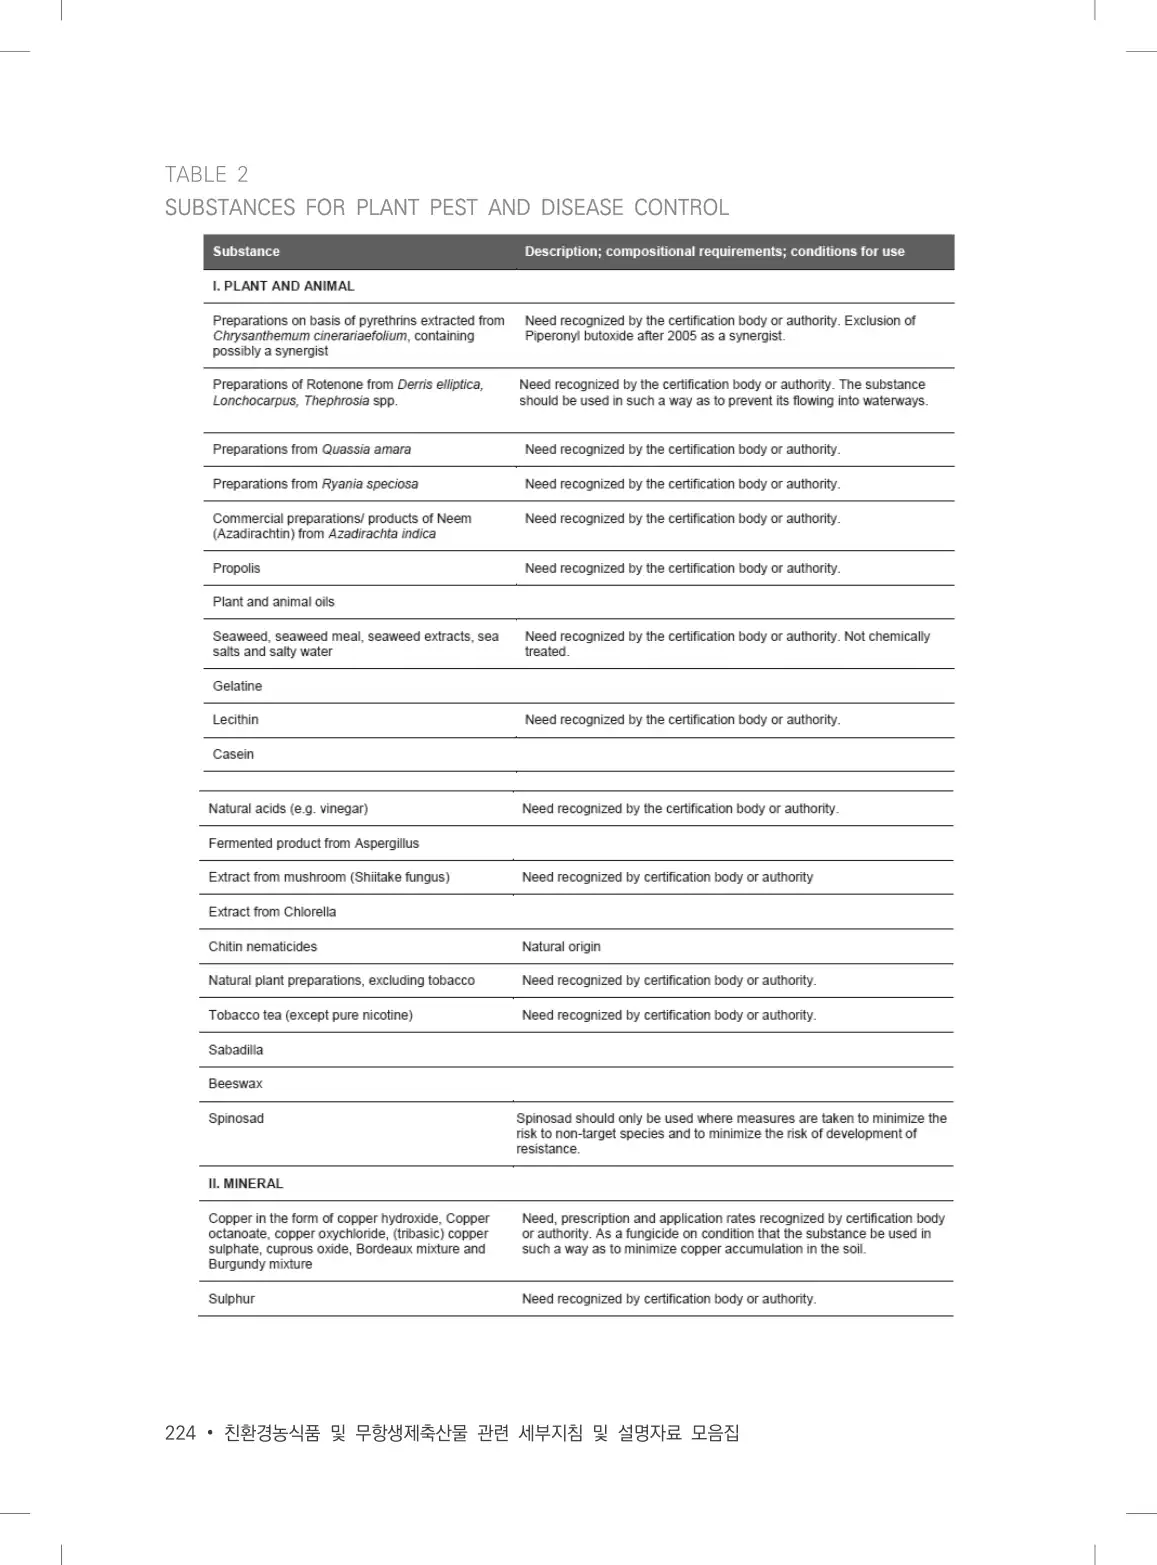 TABLE 2
SUBSTANCES FOR PLANT PEST AND DISEASE CONTROL
Substance Description; compositional requirements; conditions for use
I. PLANT AND ANIMAL
Preparations on basis of pyrethrins extracted from Need recognized by the certification body or authority. Exclusion of
Chrysanthemum cinerariaefolium, containing Piperonyl butoxide after 2005 as a synergist.
possibly a synergist
Preparations of Rotenone from Derris elliptica, Need recognized by the certification body or authority. The substance
Lonchocarpus, Thephrosia spp. should be used in such a way as to prevent its flowing into waterways.
Preparations from Quassia amara Need recognized by the certification body or authority.
Preparations from Ryania speciosa Need recognized by the certification body or authority.
Commercial preparations/ products of Neem Need recognized by the certification body or authority.
(Azadirachtin) from Azadirachta indica
Propolis Need recognized by the certification body or authority.
Plant and animal oils
Seaweed, seaweed meal, seaweed extracts, sea Need recognized by the certification body or authority. Not chemically
salts and salty water treated.
Gelatine
Lecithin Need recognized by the certification body or authority.
Casein
Natural acids (e.g. vinegar) Need recognized by the certification body or authority.
Fermented product from Aspergillus
Extract from mushroom (Shiitake fungus) Need recognized by certification body or authority
Extract from Chlorella
Chitin nematicides Natural origin
Natural plant preparations, excluding tobacco Need recognized by certification body or authority.
Tobacco tea (except pure nicotine) Need recognized by certification body or authority.
Sabadilla
Beeswax
Spinosad Spinosad should only be used where measures are taken to minimize the
risk to non-target species and to minimize the risk of development of
resistance.
II. MINERAL
Copper in the form of copper hydroxide, Copper Need, prescription and application rates recognized by certification body
octanoate, copper oxychloride, (tribasic) copper or authority. As a fungicide on condition that the substance be used in
sulphate, cuprous oxide, Bordeaux mixture and such a way as to minimize copper accumulation in the soil.
Burgundy mixture
Sulphur Need recognized by certification body or authority.
224 • 친환경농식품 및 무항생제축산물 관련 세부지침 및 설명자료 모음집